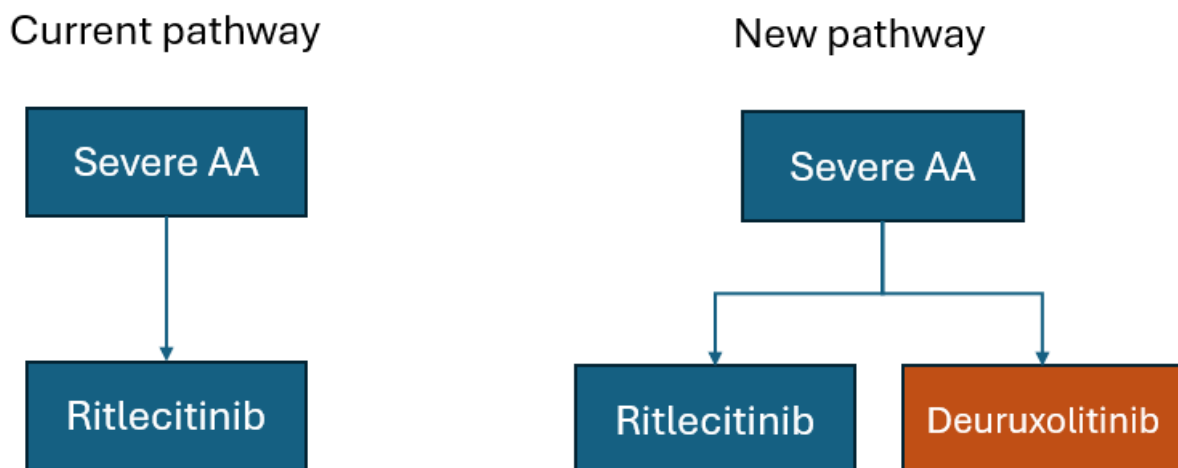 Current pathway
New pathway
Severe AA
Severe AA
Ritlecitinib
Ritlecitinib
Deuruxolitinib